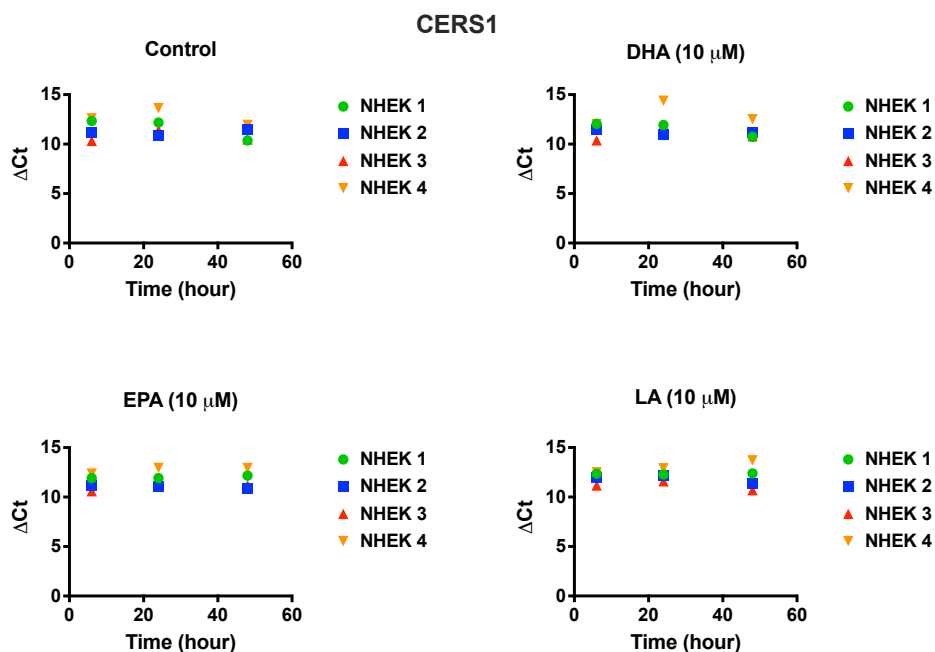 CERS1
Control
15
10
5
0
ΔCt
0 20 40 60
Time (hour)
NHEK 1
NHEK 2
NHEK 3
NHEK 4
DHA (10 μM)
15
10
5
0
ΔCt
0 20 40 60
Time (hour)
NHEK 1
NHEK 2
NHEK 3
NHEK 4
EPA (10 μM)
15
10
5
0
ΔCt
0 20 40 60
Time (hour)
NHEK 1
NHEK 2
NHEK 3
NHEK 4
LA (10 μM)
15
10
5
0
ΔCt
0 20 40 60
Time (hour)
NHEK 1
NHEK 2
NHEK 3
NHEK 4